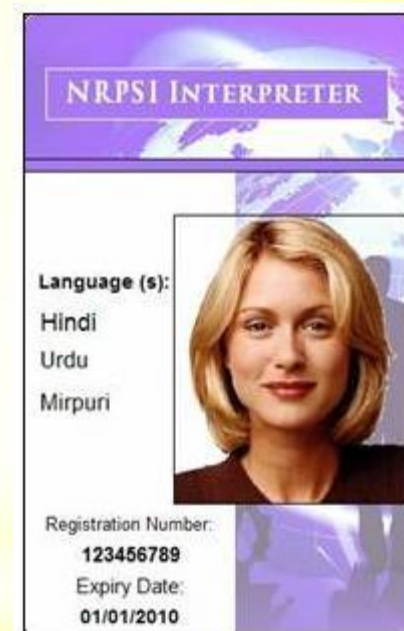 NRPSI INTERPRETER
Language (s):
Hindi
Urdu
Mirpuri
Registration Number:
123456789
Expiry Date:
01/01/2010